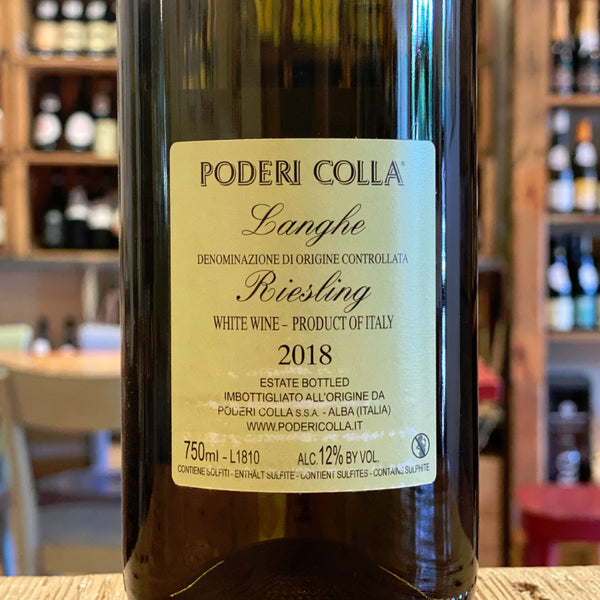 PODERI COLLA®
Langhe
DENOMINAZIONE DI ORIGINE CONTROLLATA
Riesling
WHITE WINE – PRODUCT OF ITALY
2018
ESTATE BOTTLED
IMBOTTIGLIATO ALL'ORIGINE DA
PODERI COLLA S.S.A. - ALBA (ITALIA)
WWW.PODERICOLLA.IT
750ml - L1810 ALC. 12% BY VOL.
CONTIENE SOLFITI - ENTHÄLT SULFITE - CONTIENT SULFITES - CONTAINS SULPHITE